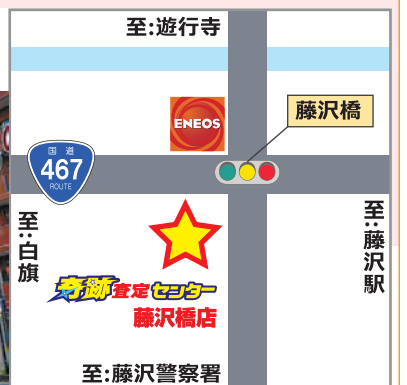 至:遊行寺
ENEOS
藤沢橋
国道
467
ROUTE
至:白旗
至:藤沢駅
奇跡査定センター
藤沢橋店
至:藤沢警察署